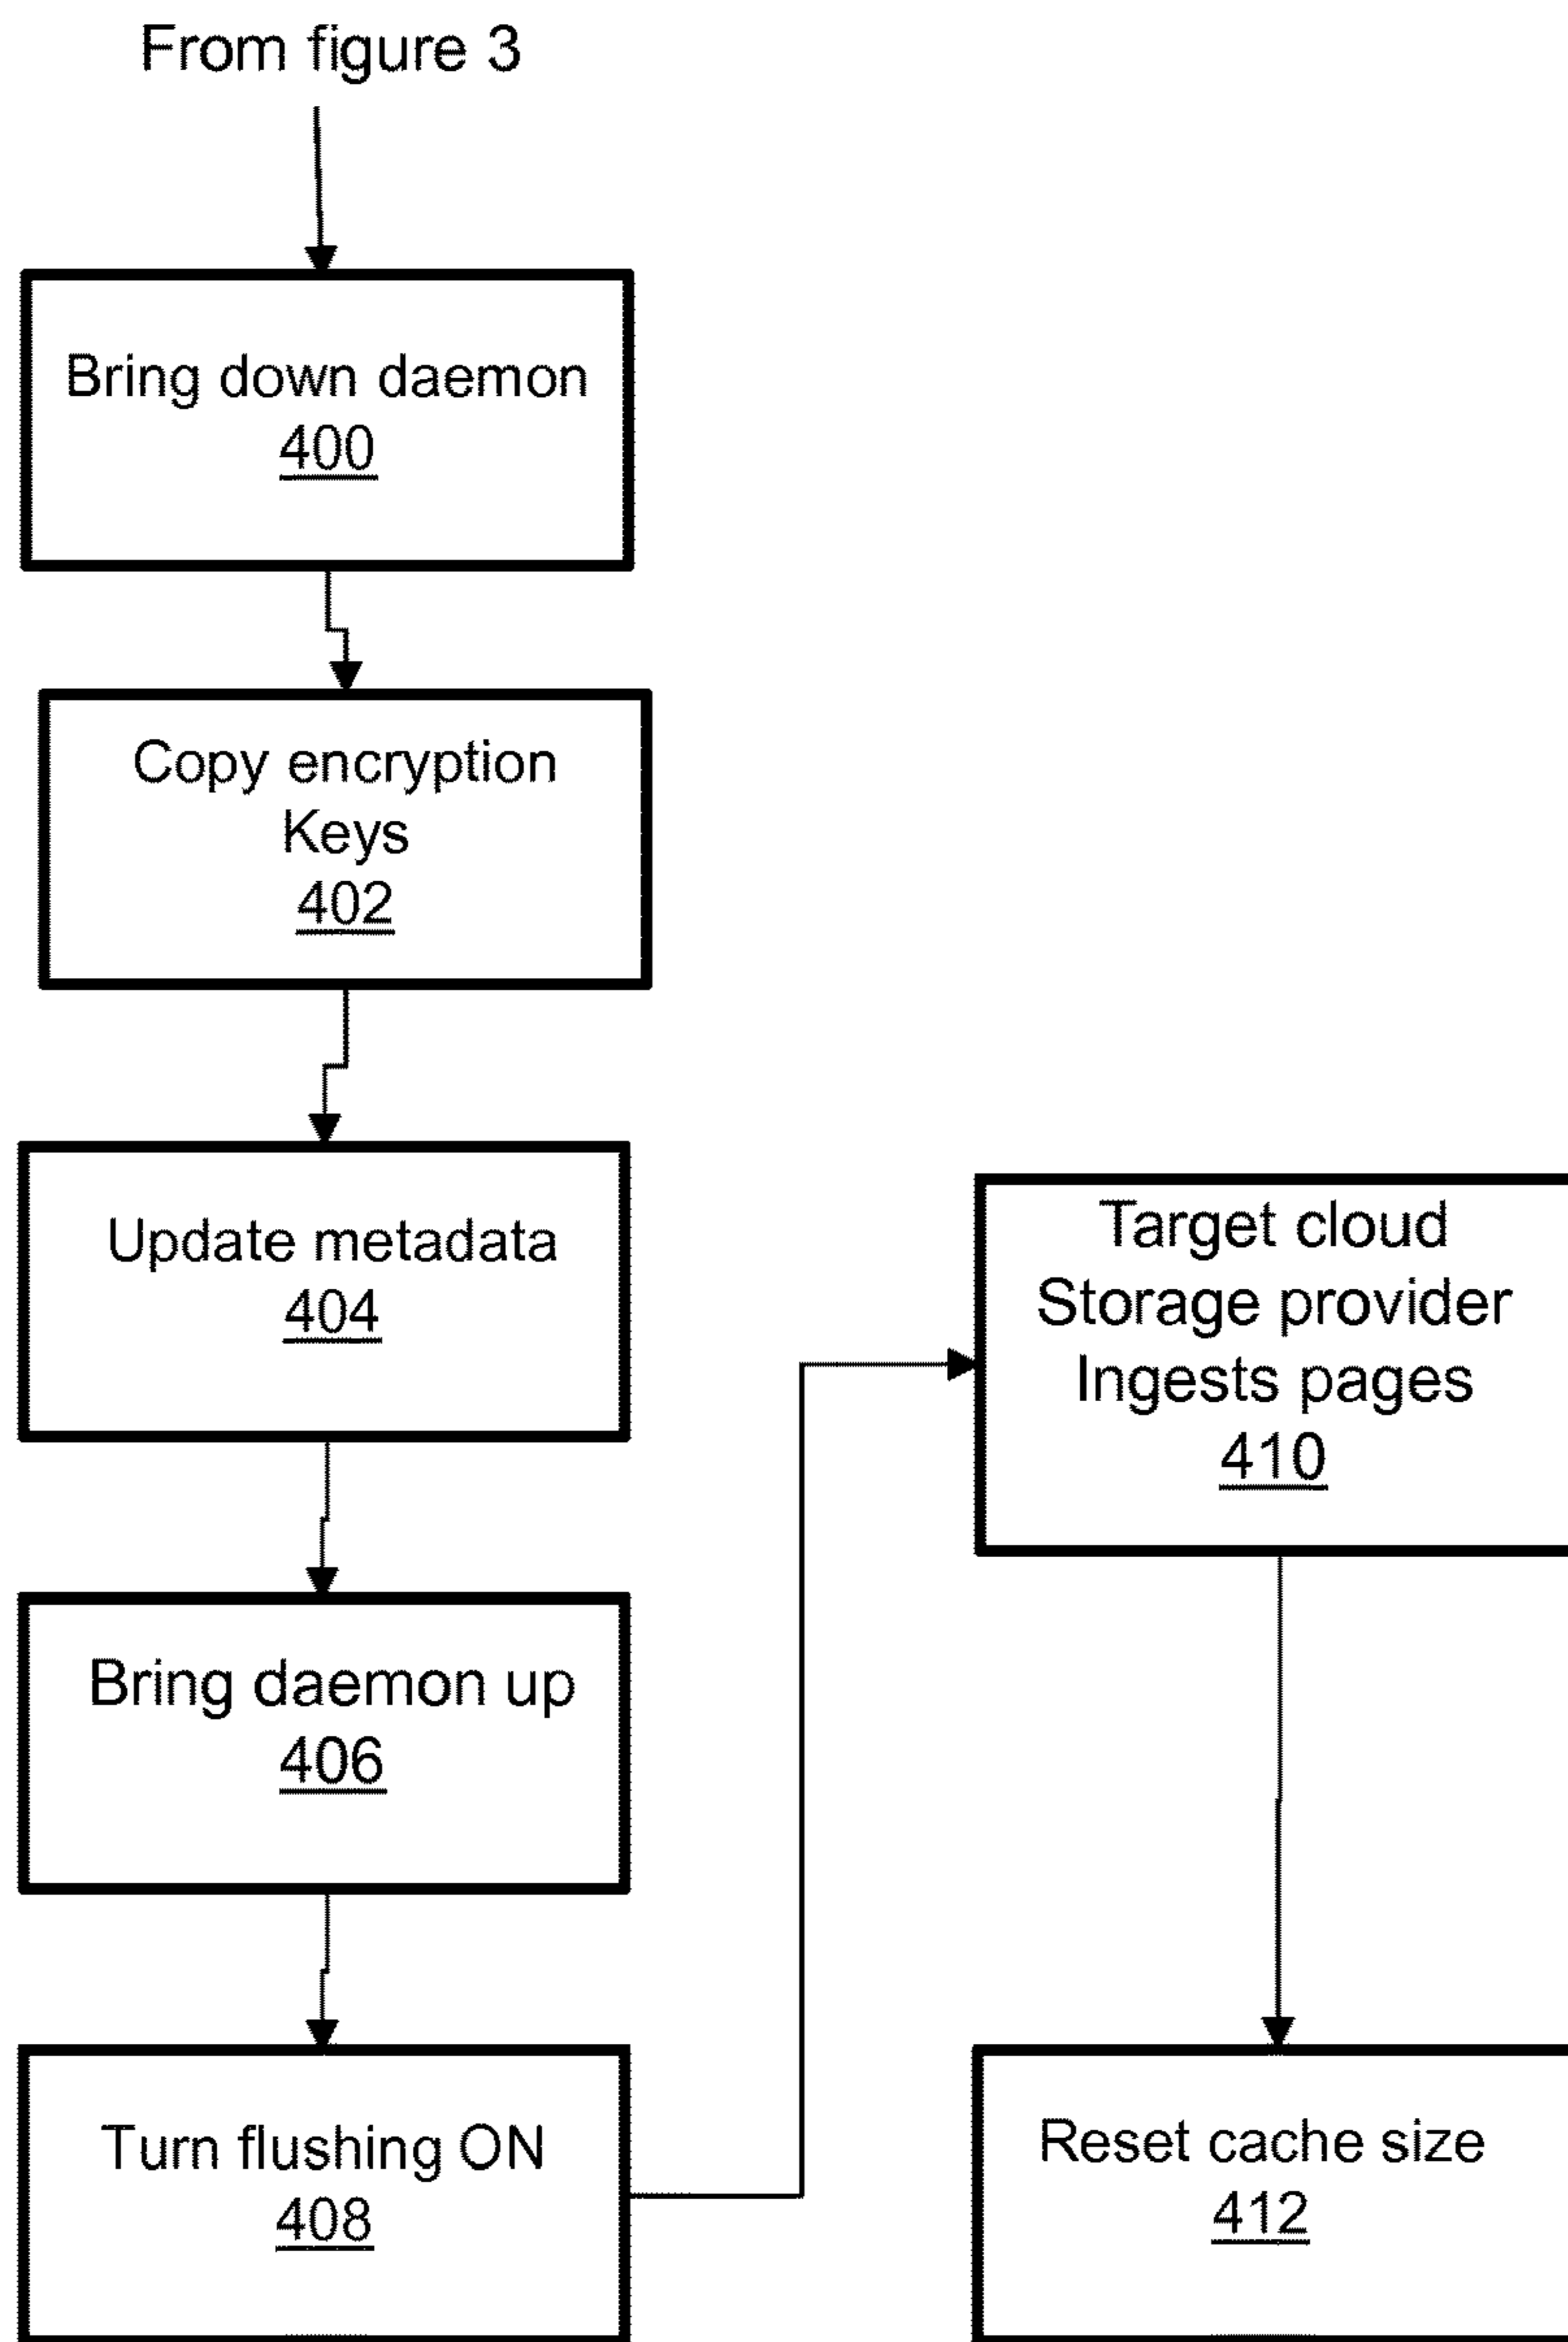 From figure 3
Bring down daemon
400
Copy encryption
Keys
402
Update metadata
404
Bring daemon up
406
Turn flushing ON
408
Target cloud
Storage provider
Ingests pages
410
Reset cache size
412